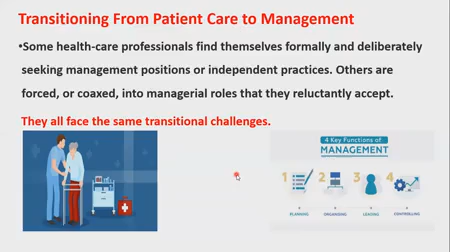 Transitioning From Patient Care to Management
•Some health-care professionals find themselves formally and deliberately
seeking management positions or independent practices. Others are
forced, or coaxed, into managerial roles that they reluctantly accept.
They all face the same transitional challenges.
4 Key Functions of
MANAGEMENT
1 2 3 4
PLANNING ORGANIZING LEADING CONTROLLING